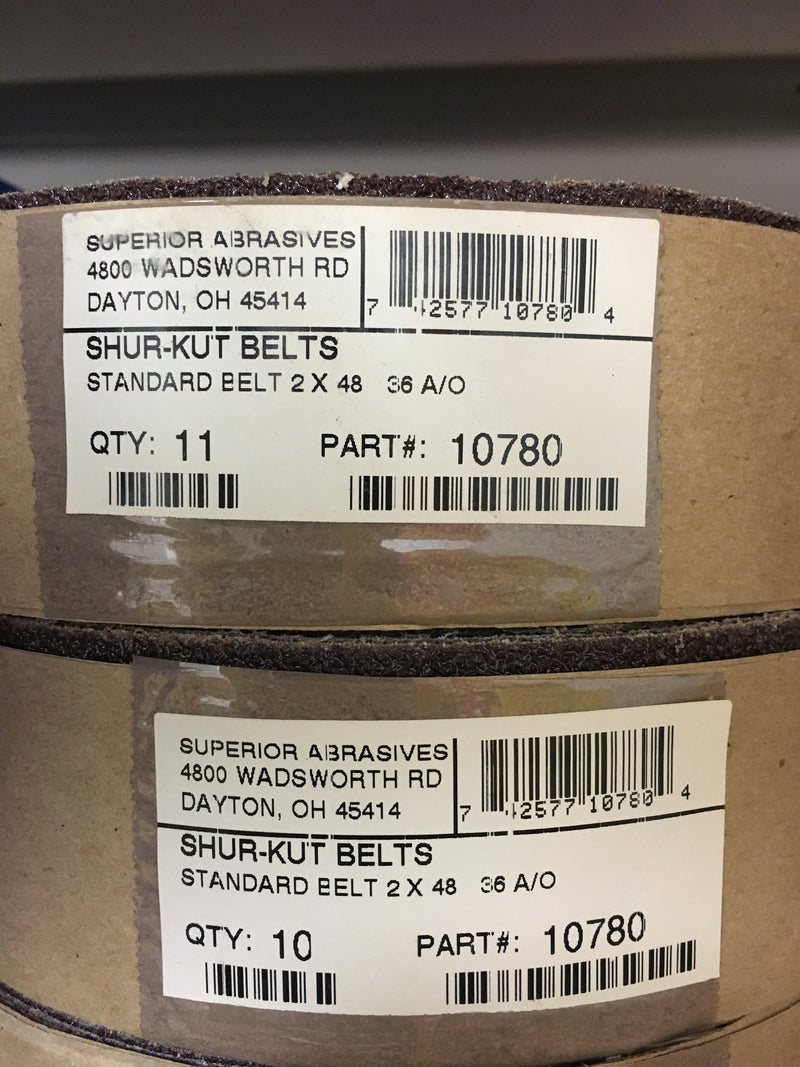 SUPERIOR ABRASIVES
4800 WADSWORTH RD
DAYTON, OH 45414
7 42577 10780 4
SHUR-KUT BELTS
STANDARD BELT 2 X 48 36 A/O
QTY: 11 PART#: 10780
SUPERIOR ABRASIVES
4800 WADSWORTH RD
DAYTON, OH 45414
7 42577 10780 4
SHUR-KUT BELTS
STANDARD BELT 2 X 48 36 A/O
QTY: 10 PART#: 10780